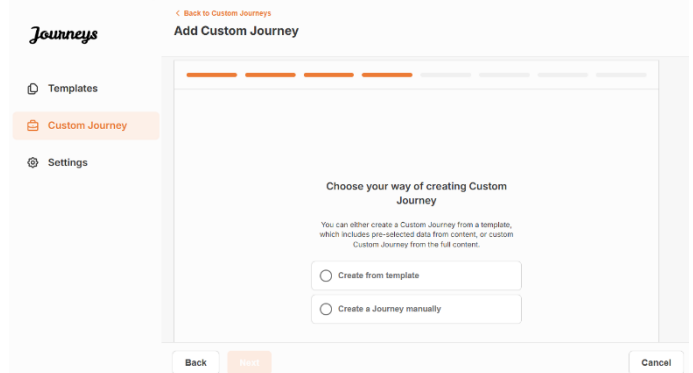 Journeys
Templates
Custom Journey
Settings
Back to Custom Journeys
Add Custom Journey
Choose your way of creating Custom
Journey
You can either create a Custom Journey from a template,
which includes pre-selected data from content, or custom
Custom Journey from the full content.
Create from template
Create a Journey manually
Back
Next
Cancel